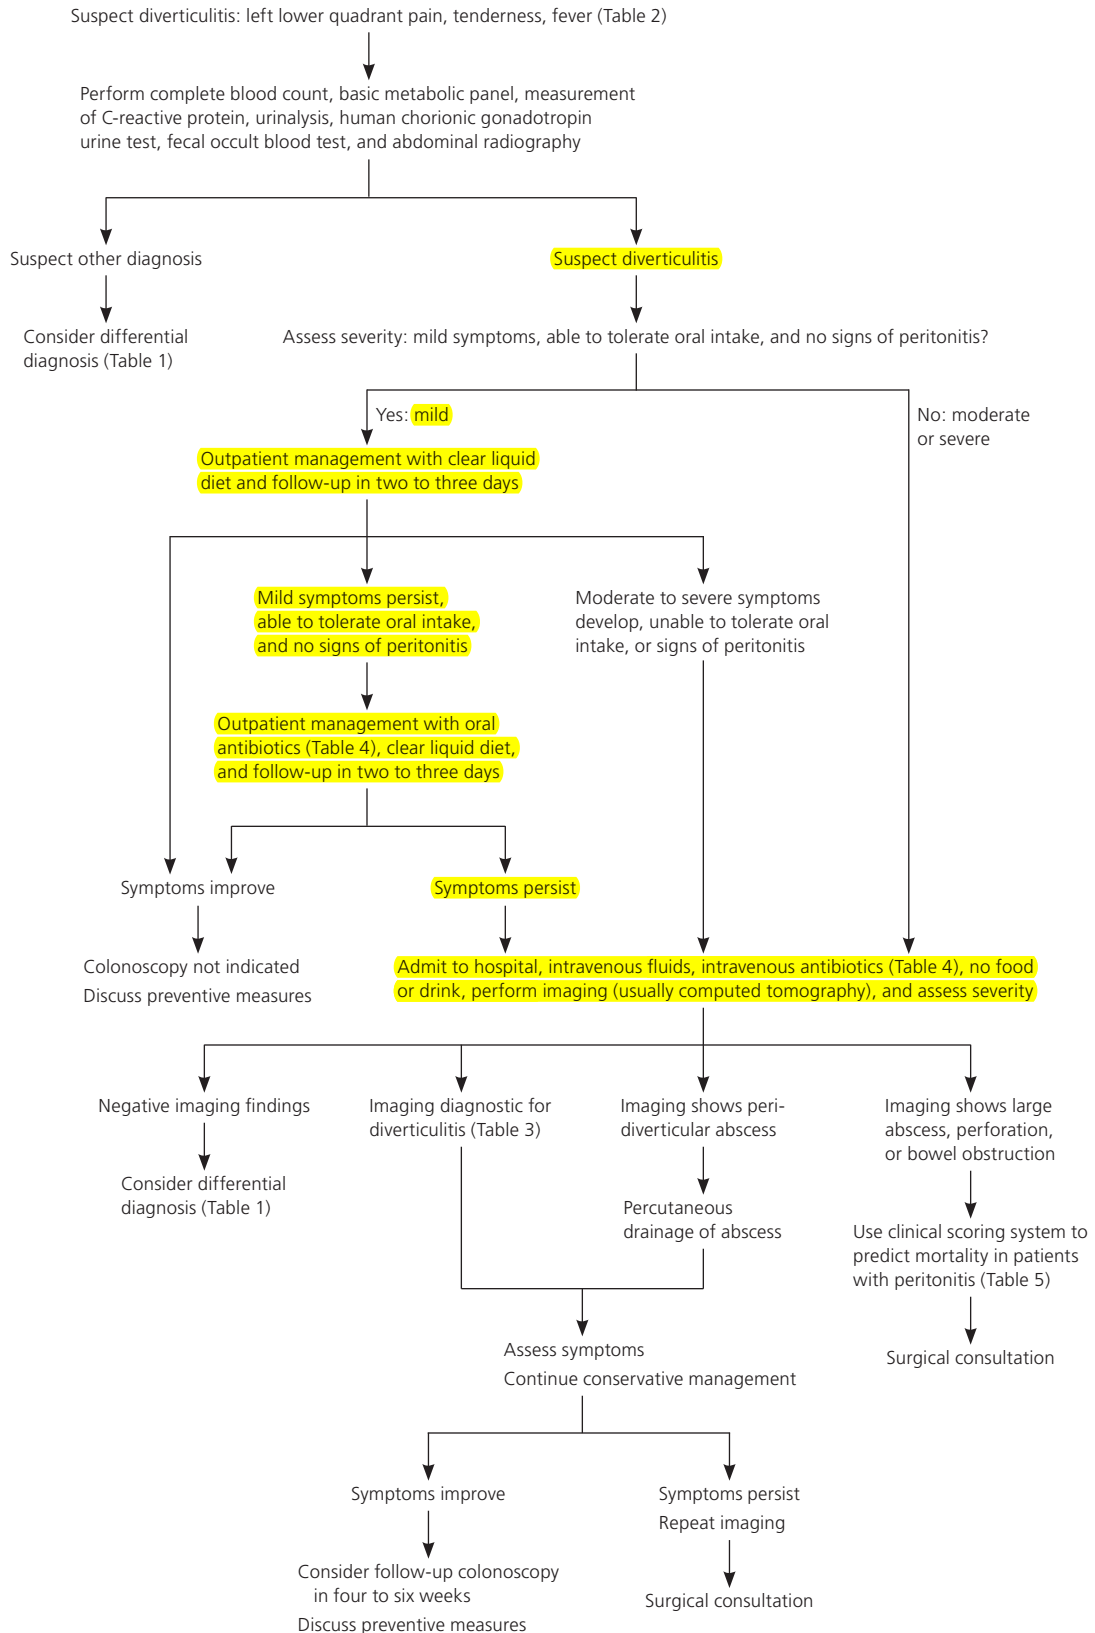 Suspect diverticulitis: left lower quadrant pain, tenderness, fever (Table 2)
Perform complete blood count, basic metabolic panel, measurement
of C-reactive protein, urinalysis, human chorionic gonadotropin
urine test, fecal occult blood test, and abdominal radiography
Suspect other diagnosis
Suspect diverticulitis
Consider differential
diagnosis (Table 1)
Assess severity: mild symptoms, able to tolerate oral intake, and no signs of peritonitis?
Yes: mild
No: moderate
or severe
Outpatient management with clear liquid
diet and follow-up in two to three days
Mild symptoms persist,
able to tolerate oral intake,
and no signs of peritonitis
Moderate to severe symptoms
develop, unable to tolerate oral
intake, or signs of peritonitis
Outpatient management with oral
antibiotics (Table 4), clear liquid diet,
and follow-up in two to three days
Symptoms improve
Symptoms persist
Colonoscopy not indicated
Discuss preventive measures
Admit to hospital, intravenous fluids, intravenous antibiotics (Table 4), no food
or drink, perform imaging (usually computed tomography), and assess severity
Negative imaging findings
Imaging diagnostic for
diverticulitis (Table 3)
Imaging shows peri-
diverticular abscess
Imaging shows large
abscess, perforation,
or bowel obstruction
Consider differential
diagnosis (Table 1)
Percutaneous
drainage of abscess
Use clinical scoring system to
predict mortality in patients
with peritonitis (Table 5)
Surgical consultation
Assess symptoms
Continue conservative management
Symptoms improve
Symptoms persist
Repeat imaging
Consider follow-up colonoscopy
in four to six weeks
Discuss preventive measures
Surgical consultation